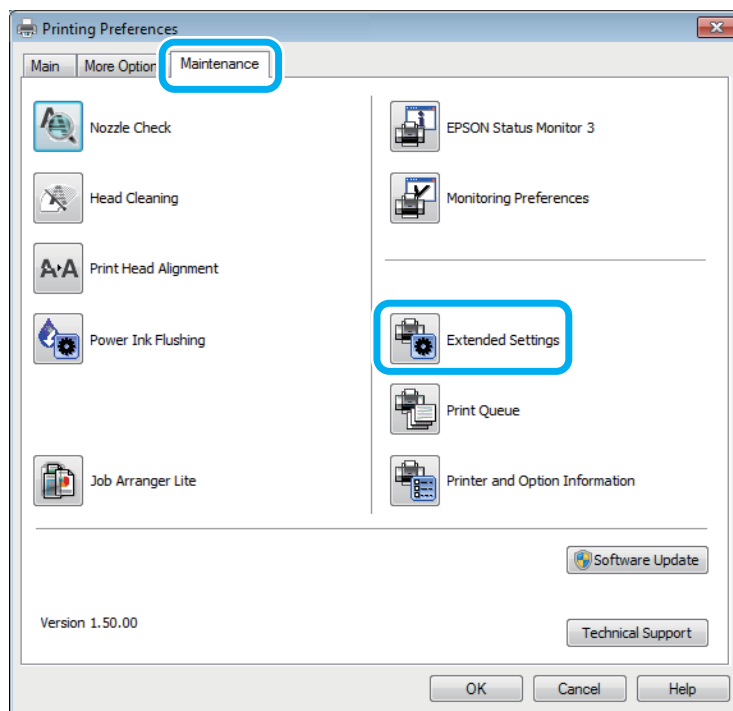 Printing Preferences
Main
More Option
Maintenance
Nozzle Check
Head Cleaning
Print Head Alignment
Power Ink Flushing
Job Arranger Lite
EPSON Status Monitor 3
Monitoring Preferences
Extended Settings
Print Queue
Printer and Option Information
Software Update
Version 1.50.00
Technical Support
OK
Cancel
Help